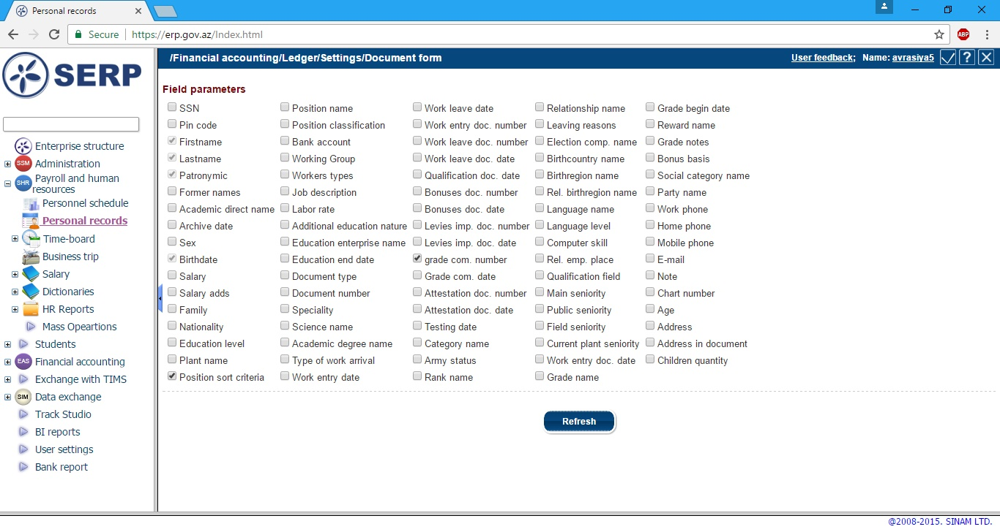 Personal records
Secure https://erp.gov.az/Index.html
ABP
SERP
/Financial accounting/Ledger/Settings/Document form
User feedback; Name: avrasiya5 ? X
Enterprise structure
SSM Administration
SHR Payroll and human
resources
Personnel schedule
Personal records
Time-board
Business trip
Salary
Dictionaries
HR Reports
Mass Opeartions
Students
EAS Financial accounting
Exchange with TIMS
SIM Data exchange
Track Studio
BI reports
User settings
Bank report
Field parameters
SSN Position name Work leave date Relationship name Grade begin date
Pin code Position classification Work entry doc. number Leaving reasons Reward name
Firstname Bank account Work leave doc. number Election comp. name Grade notes
Lastname Working Group Work leave doc. date Birthcountry name Bonus basis
Patronymic Workers types Qualification doc. date Birthregion name Social category name
Former names Job description Bonuses doc. number Rel. birthregion name Party name
Academic direct name Labor rate Bonuses doc. date Language name Work phone
Archive date Additional education nature Levies imp. doc. number Language level Home phone
Sex Education enterprise name Levies imp. doc. date Computer skill Mobile phone
Birthdate Education end date grade com. number Rel. emp. place E-mail
Salary Document type Grade com. date Qualification field Note
Salary adds Document number Attestation doc. number Main seniority Chart number
Family Speciality Attestation doc. date Public seniority Age
Nationality Science name Testing date Field seniority Address
Education level Academic degree name Category name Current plant seniority Address in document
Plant name Type of work arrival Army status Work entry doc. date Children quantity
Position sort criteria Work entry date Rank name Grade name
Refresh
@2008-2015. SINAM LTD.